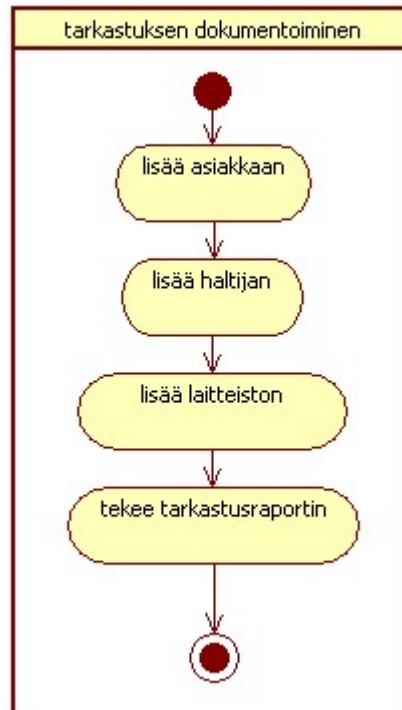 tarkastuksen dokumentoiminen
lisää asiakkaan
lisää haltijan
lisää laitteiston
tekee tarkastusraportin